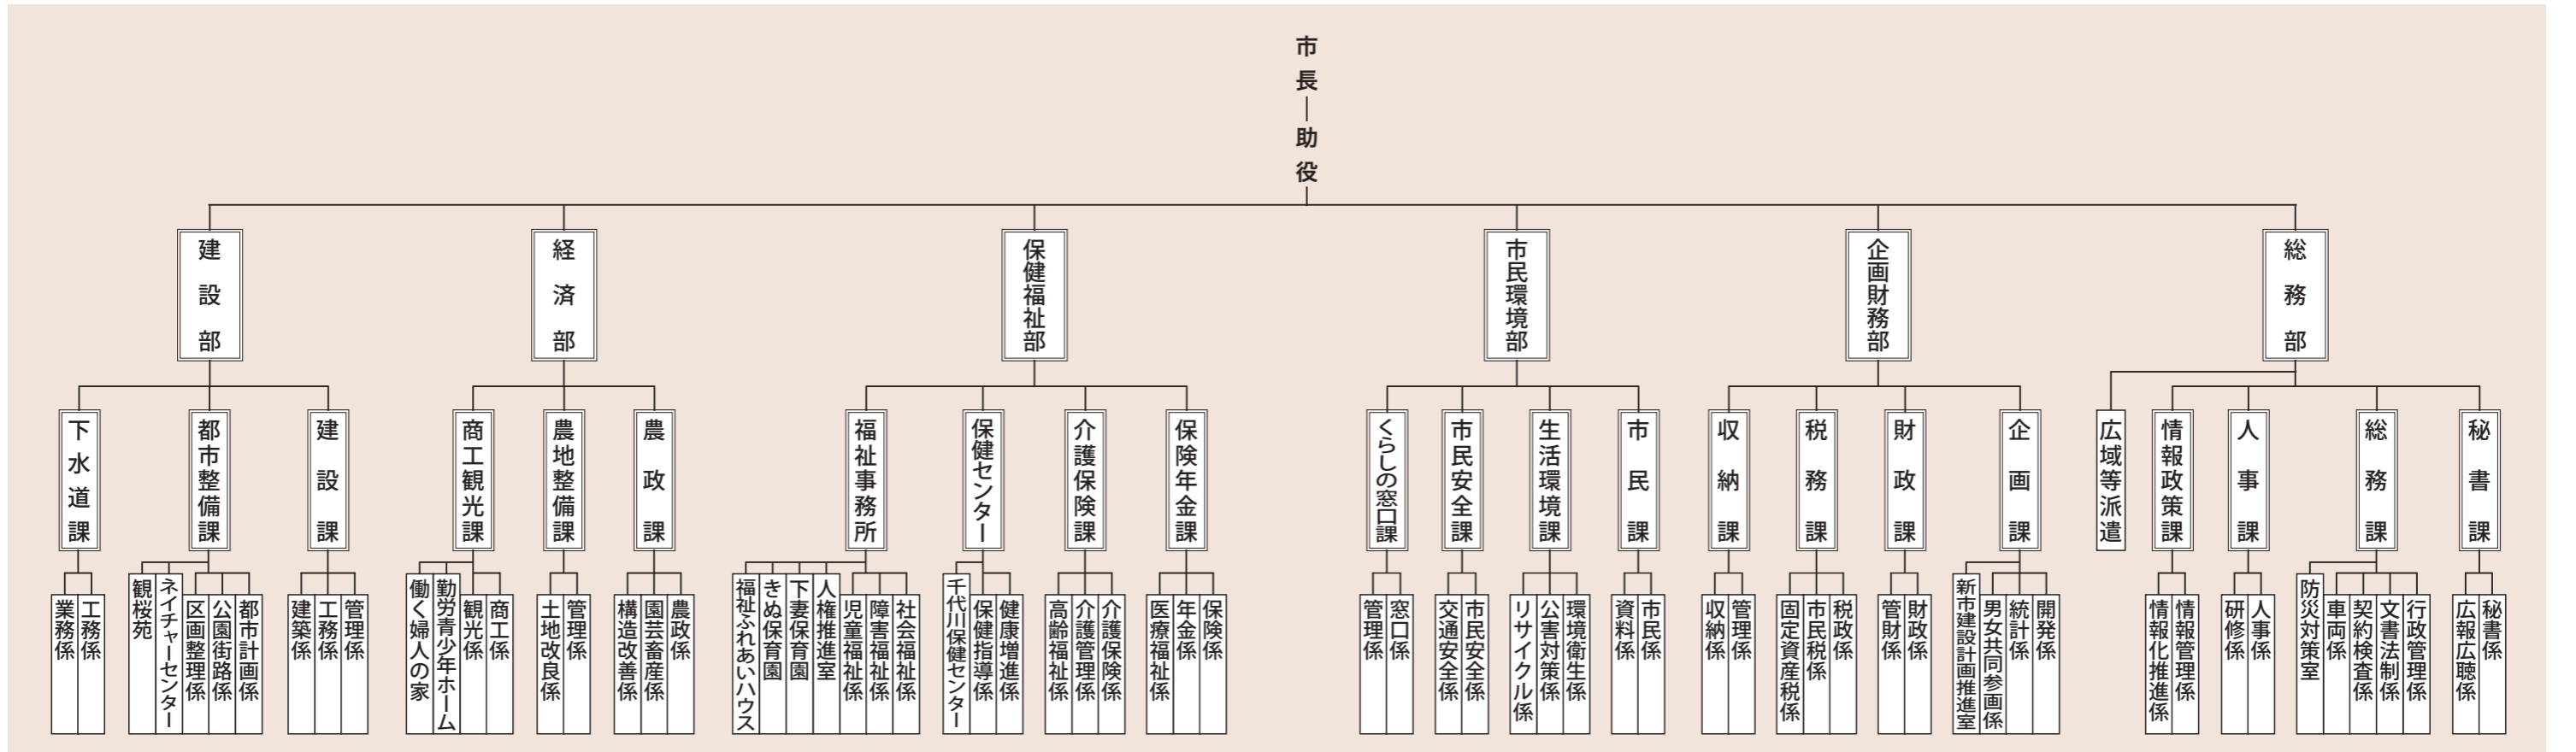 市長
助役
総務部
企画財務部
市民環境部
保健福祉部
経済部
建設部
秘書課
総務課
人事課
情報政策課
広域等派遣
企画課
財政課
税務課
収納課
市民課
生活環境課
市民安全課
くらしの窓口課
保険年金課
介護保険課
保健センター
福祉事務所
農政課
農地整備課
商工観光課
建設課
都市整備課
下水道課
秘書係
広報広聴係
行政管理係
文書法制係
契約検査係
車両係
防災対策室
人事係
研修係
情報管理係
情報化推進係
開発係
統計係
男女共同参画係
新市建設計画推進室
財政係
管財係
税政係
市民税係
固定資産税係
管理係
収納係
市民係
資料係
環境衛生係
公害対策係
リサイクル係
市民安全係
交通安全係
窓口係
管理係
保険係
年金係
医療福祉係
介護保険係
介護管理係
高齢福祉係
健康増進係
保健指導係
千代川保健センター
社会福祉係
障害福祉係
児童福祉係
人権推進室
下妻保育園
きぬ保育園
福祉ふれあいハウス
農政係
園芸畜産係
構造改善係
管理係
土地改良係
商工係
観光係
勤労青少年ホーム
働く婦人の家
管理係
工務係
建築係
都市計画係
公園街路係
区画整理係
ネイチャーセンター
観桜苑
工務係
業務係